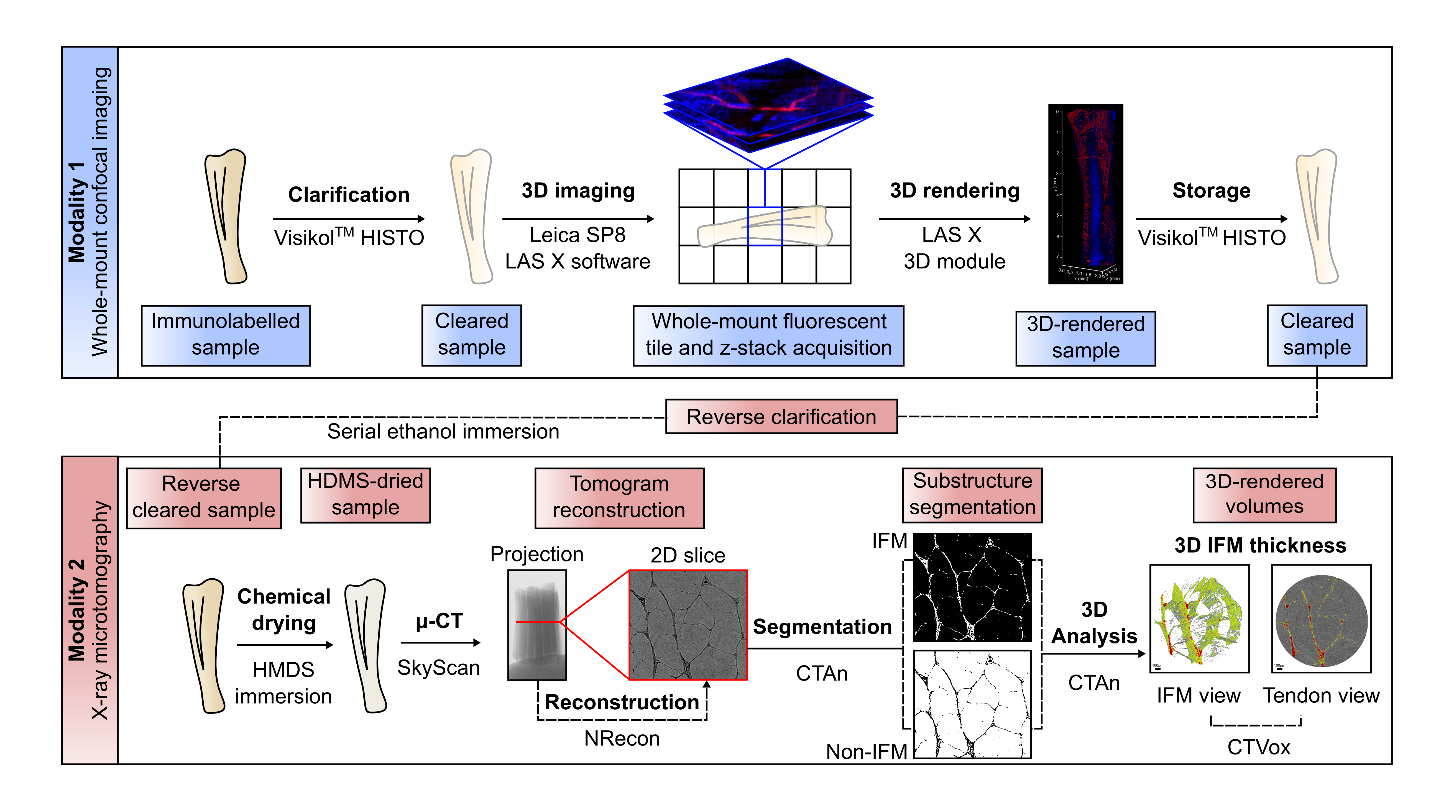 Modality 1
Whole-mount confocal imaging
Clarification
Visikol™ HISTO
3D imaging
Leica SP8
LAS X software
3D rendering
LAS X
3D module
Storage
Visikol™ HISTO
Immunolabelled
sample
Cleared
sample
Whole-mount fluorescent
tile and z-stack acquisition
3D-rendered
sample
Cleared
sample
Reverse clarification
Serial ethanol immersion
Modality 2
X-ray microtomography
Reverse
cleared sample
HDMS-dried
sample
Tomogram
reconstruction
Substructure
segmentation
3D-rendered
volumes
Chemical
drying
HMDS
immersion
μ-CT
SkyScan
Projection
2D slice
Reconstruction
NRecon
Segmentation
CTAn
IFM
Non-IFM
3D
Analysis
CTAn
3D IFM thickness
IFM view
Tendon view
CTVox